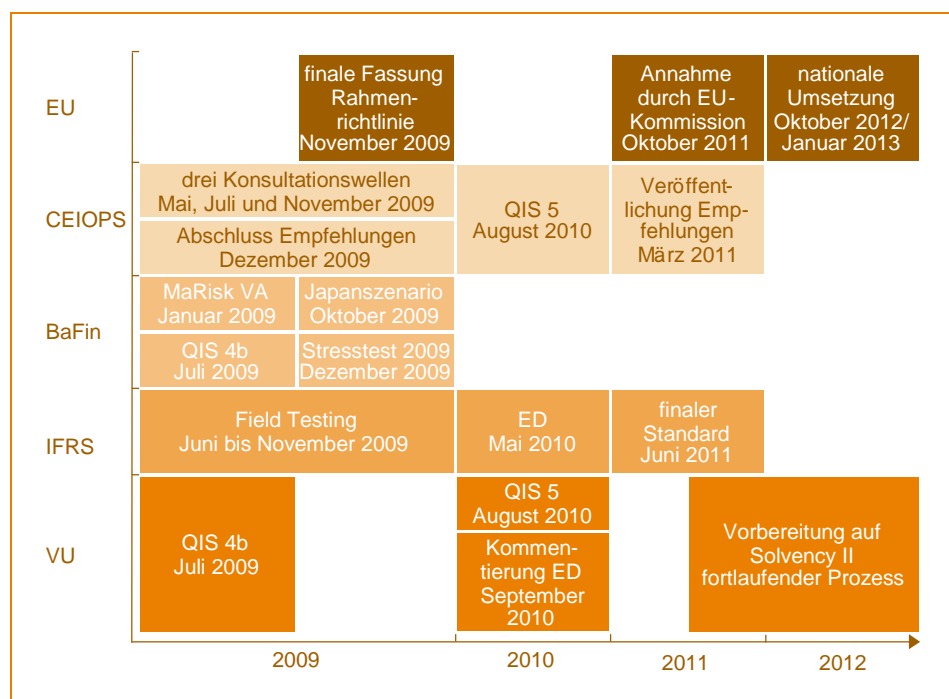 EU
finale Fassung
Rahmen-
richtlinie
November 2009
Annahme
durch EU-
Kommission
Oktober 2011
nationale
Umsetzung
Oktober 2012/
Januar 2013
CEIOPS
drei Konsultationswellen
Mai, Juli und November 2009
Abschluss Empfehlungen
Dezember 2009
QIS 5
August 2010
Veröffent-
lichung Emp-
fehlungen
März 2011
BaFin
MaRisk VA
Januar 2009
Japanszenario
Oktober 2009
QIS 4b
Juli 2009
Stresstest 2009
Dezember 2009
IFRS
Field Testing
Juni bis November 2009
ED
Mai 2010
finaler
Standard
Juni 2011
VU
QIS 4b
Juli 2009
QIS 5
August 2010
Kommen-
tierung ED
September
2010
Vorbereitung auf
Solvency II
fortlaufender Prozess
2009
2010
2011
2012